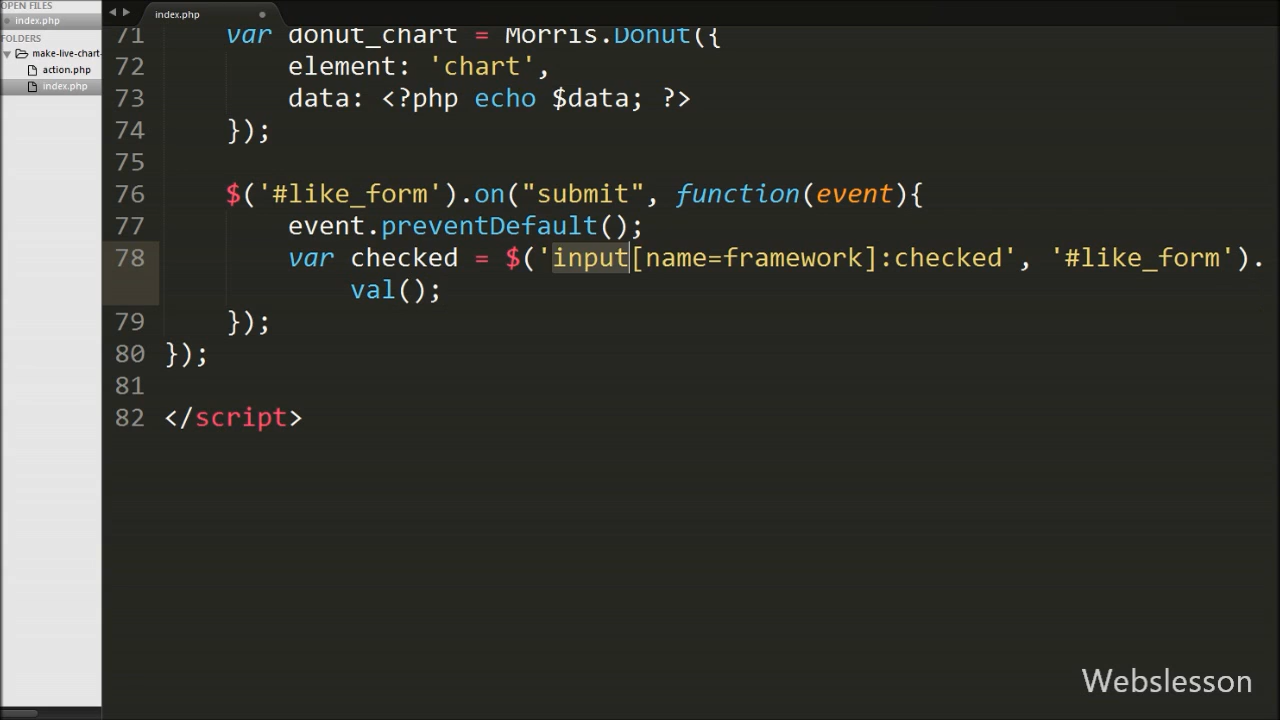 OPEN FILES
index.php
FOLDERS
make-live-chart-
action.php
index.php
index.php
71 var donut_chart = Morris.Donut({
72 element: 'chart',
73 data: <?php echo $data; ?>
74 });
75
76 $('#like_form').on("submit", function(event){
77 event.preventDefault();
78 var checked = $('input[name=framework]:checked', '#like_form').
val();
79 });
80 });
81
82 </script>
Webslesson